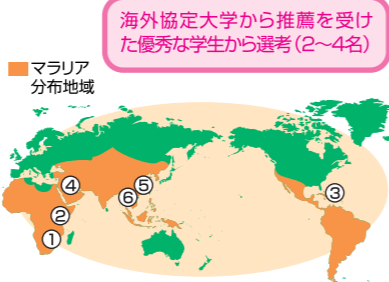 海外協定大学から推薦を受け
た優秀な学生から選考(2〜4名)
マラリア
分布地域
④
⑤
⑥
③
②
①